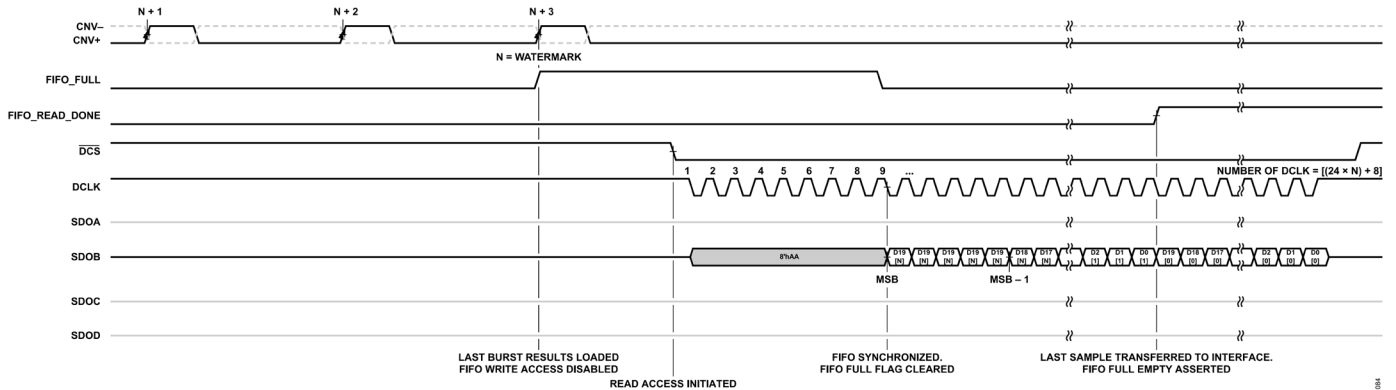 N + 1
N + 2
N + 3
CNV–
CNV+
N = WATERMARK
FIFO_FULL
FIFO_READ_DONE
DCS
1 2 3 4 5 6 7 8 9 ...
NUMBER OF DCLK = [(24 × N) + 8]
DCLK
SDOA
SDOB
8'hAA
D19 D19 D19 D19 D19 D18 D17 D2 D1 D0 D19 D18 D17 D2 D1 D0
[N] [N] [N] [N] [N] [N] [N] [1] [1] [1] [0] [0] [0] [0] [0] [0]
MSB
MSB – 1
SDOC
SDOD
LAST BURST RESULTS LOADED
FIFO WRITE ACCESS DISABLED
READ ACCESS INITIATED
FIFO SYNCHRONIZED.
FIFO FULL FLAG CLEARED
LAST SAMPLE TRANSFERRED TO INTERFACE.
FIFO FULL EMPTY ASSERTED
084